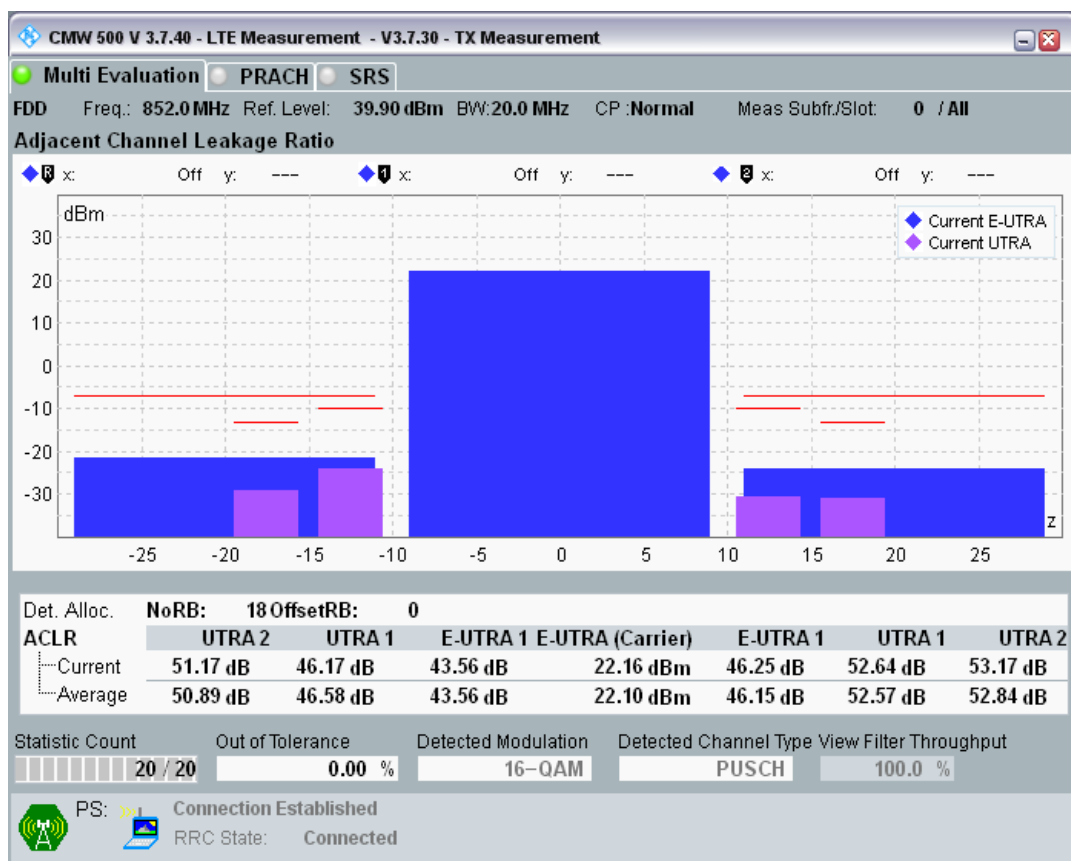 CMW 500 V 3.7.40 - LTE Measurement - V3.7.30 - TX Measurement
Multi Evaluation PRACH SRS
FDD Freq.: 852.0 MHz Ref. Level: 39.90 dBm BW:20.0 MHz CP :Normal Meas Subfr./Slot: 0 / All
Adjacent Channel Leakage Ratio
R x: Off y: --- 1 x: Off y: --- 2 x: Off y: ---
dBm
Current E-UTRA
Current UTRA
30
20
10
0
-10
-20
-30
z
-25 -20 -15 -10 -5 0 5 10 15 20 25
Det. Alloc. NoRB: 18 OffsetRB: 0
ACLR UTRA 2 UTRA 1 E-UTRA 1 E-UTRA (Carrier) E-UTRA 1 UTRA 1 UTRA 2
Current 51.17 dB 46.17 dB 43.56 dB 22.16 dBm 46.25 dB 52.64 dB 53.17 dB
Average 50.89 dB 46.58 dB 43.56 dB 22.10 dBm 46.15 dB 52.57 dB 52.84 dB
Statistic Count Out of Tolerance Detected Modulation Detected Channel Type View Filter Throughput
20 / 20 0.00 % 16-QAM PUSCH 100.0 %
PS: Connection Established
RRC State: Connected